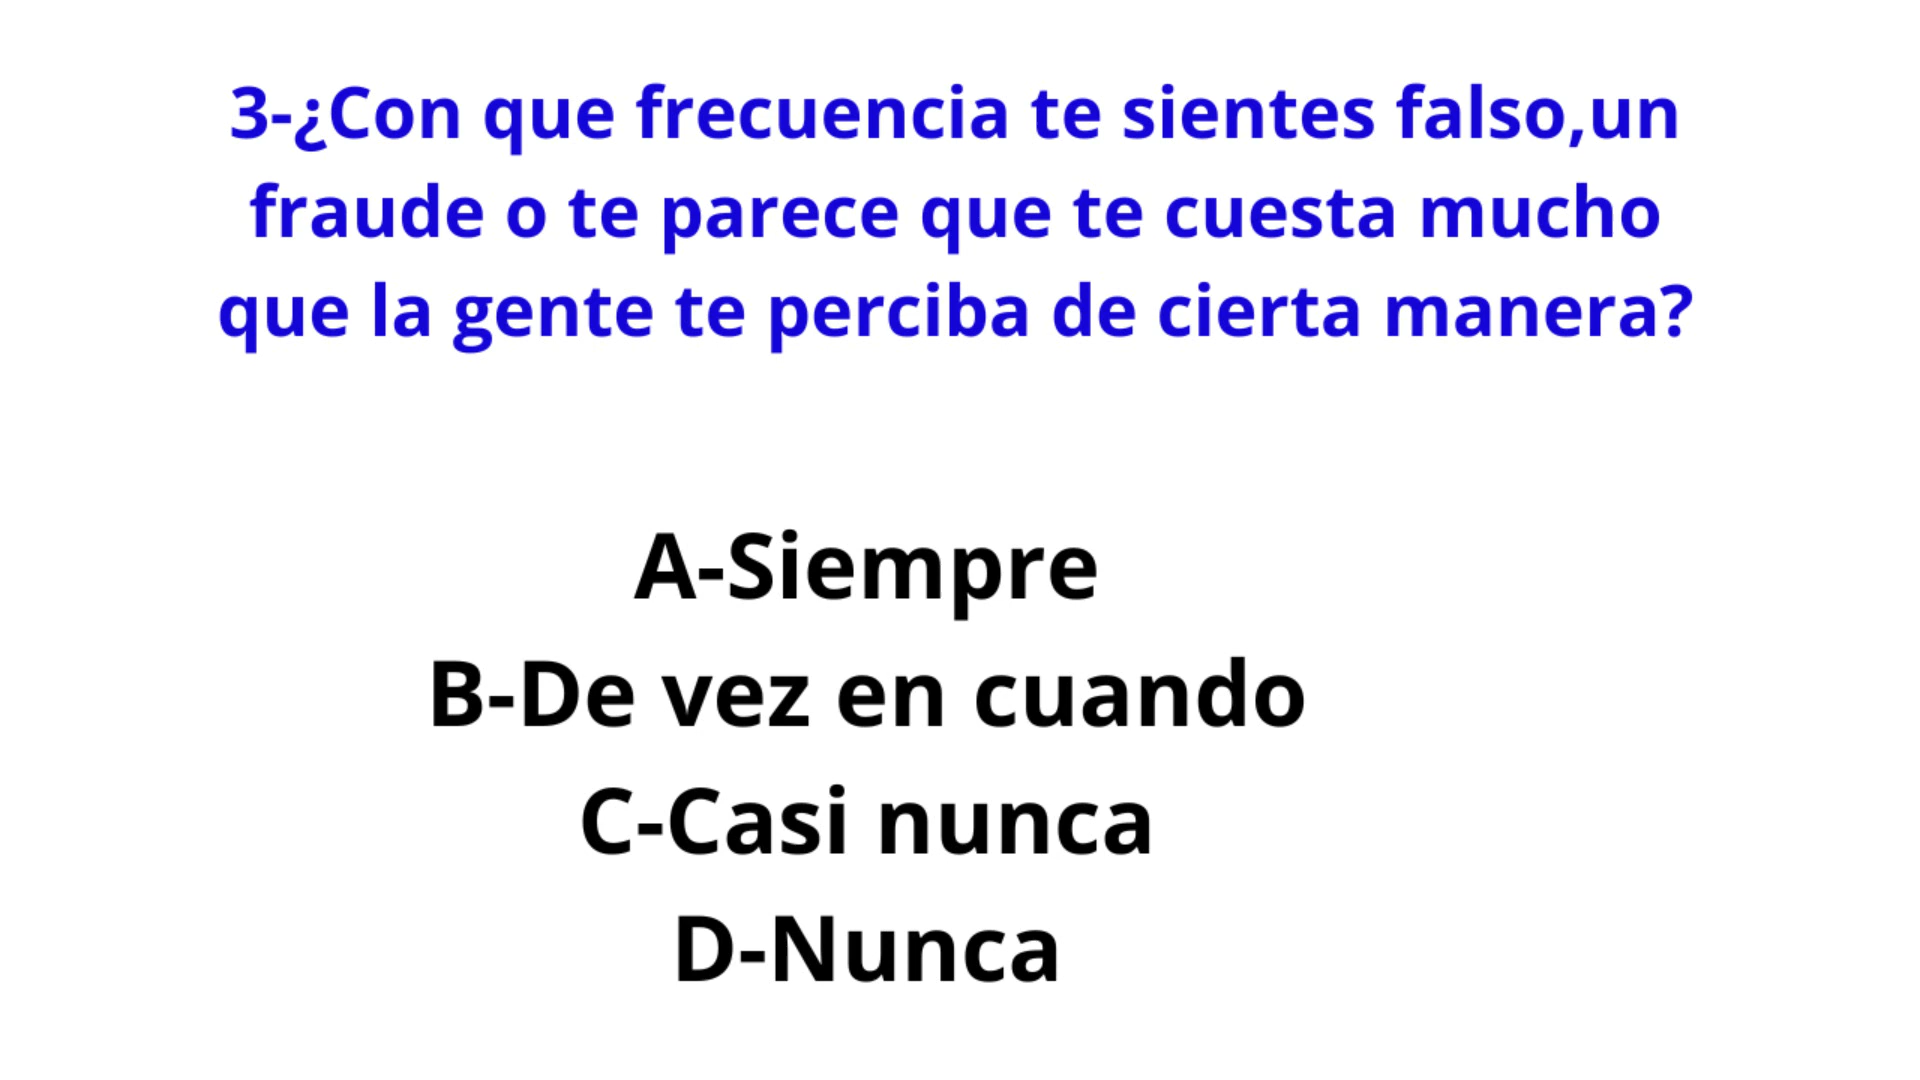 3-¿Con que frecuencia te sientes falso,un
fraude o te parece que te cuesta mucho
que la gente te perciba de cierta manera?
A-Siempre
B-De vez en cuando
C-Casi nunca
D-Nunca